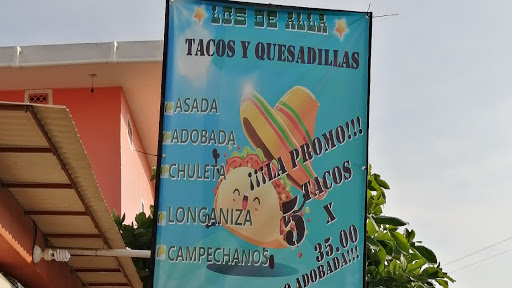 LOS DE ALLA
TACOS Y QUESADILLAS
ASADA
ADOBADA
CHULETA
LONGANIZA
CAMPECHANOS
¡¡¡LA PROMO!!!
5 TACOS
X
35.00
ADOBADA!!!